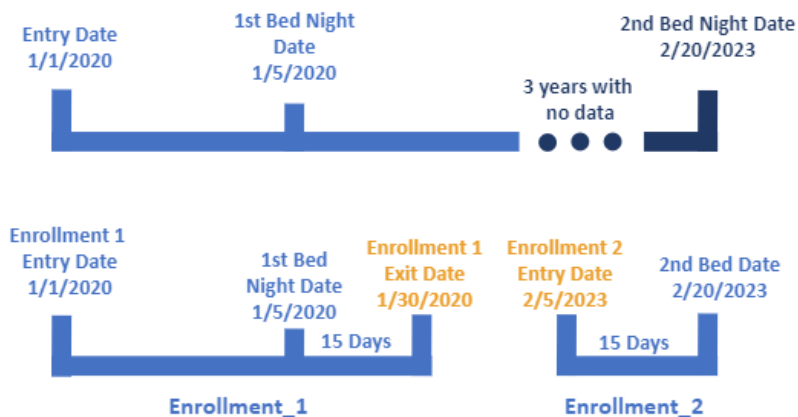 Entry Date
1/1/2020
1st Bed Night
Date
1/5/2020
3 years with
no data
2nd Bed Night Date
2/20/2023
Enrollment 1
Entry Date
1/1/2020
1st Bed
Night Date
1/5/2020
15 Days
Enrollment 1
Exit Date
1/30/2020
Enrollment 2
Entry Date
2/5/2023
15 Days
2nd Bed Date
2/20/2023
Enrollment_1
Enrollment_2